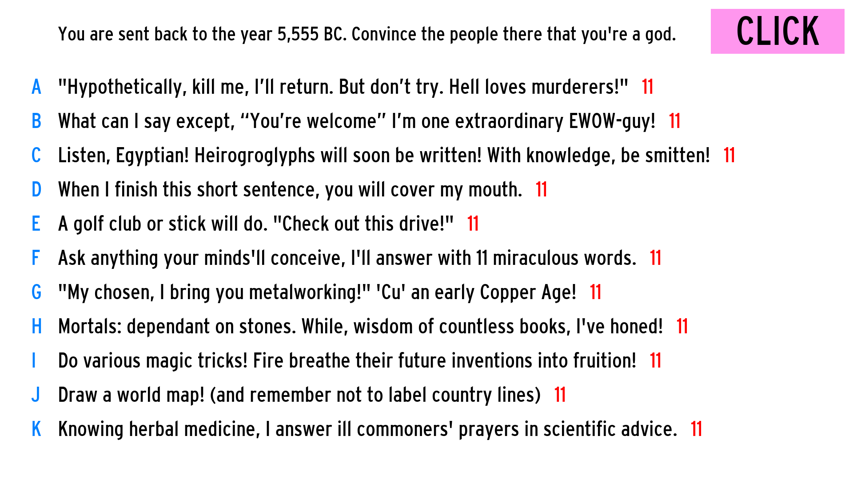 You are sent back to the year 5,555 BC. Convince the people there that you're a god.
CLICK
A "Hypothetically, kill me, I’ll return. But don’t try. Hell loves murderers!" 11
B What can I say except, “You’re welcome” I’m one extraordinary EWOW-guy! 11
C Listen, Egyptian! Heirogroglyphs will soon be written! With knowledge, be smitten! 11
D When I finish this short sentence, you will cover my mouth. 11
E A golf club or stick will do. "Check out this drive!" 11
F Ask anything your minds'll conceive, I'll answer with 11 miraculous words. 11
G "My chosen, I bring you metalworking!" 'Cu' an early Copper Age! 11
H Mortals: dependant on stones. While, wisdom of countless books, I've honed! 11
I Do various magic tricks! Fire breathe their future inventions into fruition! 11
J Draw a world map! (and remember not to label country lines) 11
K Knowing herbal medicine, I answer ill commoners' prayers in scientific advice. 11